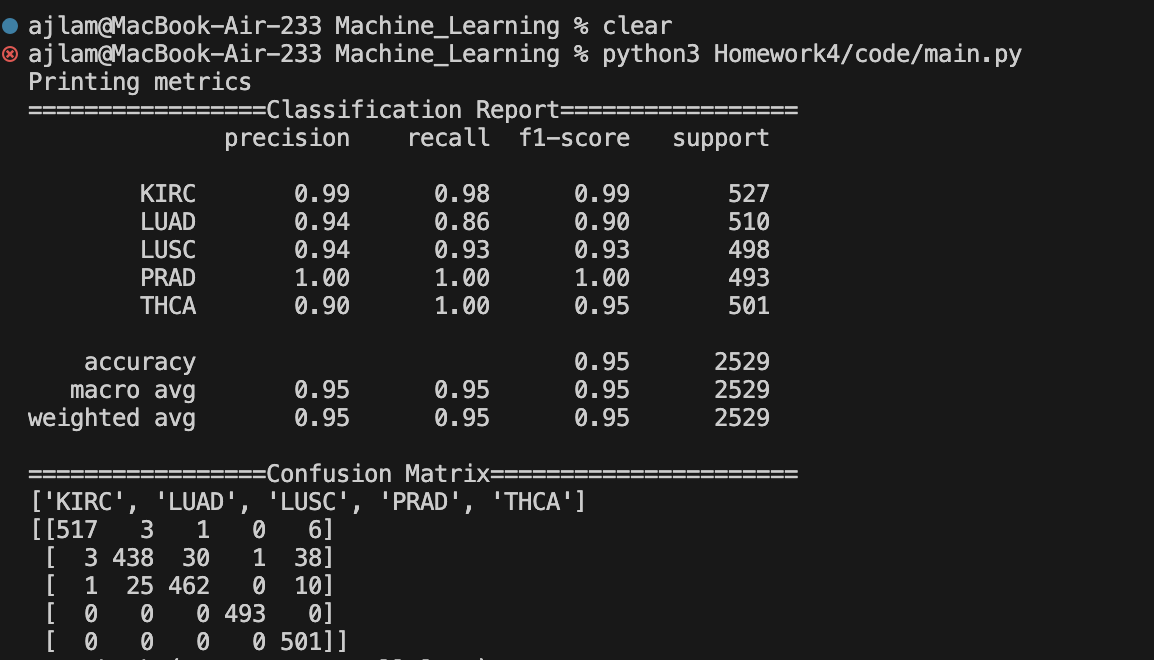 ajlam@MacBook-Air-233 Machine_Learning % clear
ajlam@MacBook-Air-233 Machine_Learning % python3 Homework4/code/main.py
Printing metrics
=================Classification Report=================
precision recall f1-score support
KIRC 0.99 0.98 0.99 527
LUAD 0.94 0.86 0.90 510
LUSC 0.94 0.93 0.93 498
PRAD 1.00 1.00 1.00 493
THCA 0.90 1.00 0.95 501
accuracy 0.95 2529
macro avg 0.95 0.95 0.95 2529
weighted avg 0.95 0.95 0.95 2529
=================Confusion Matrix======================
['KIRC', 'LUAD', 'LUSC', 'PRAD', 'THCA']
[[517 3 1 0 6]
[ 3 438 30 1 38]
[ 1 25 462 0 10]
[ 0 0 0 493 0]
[ 0 0 0 0 501]]